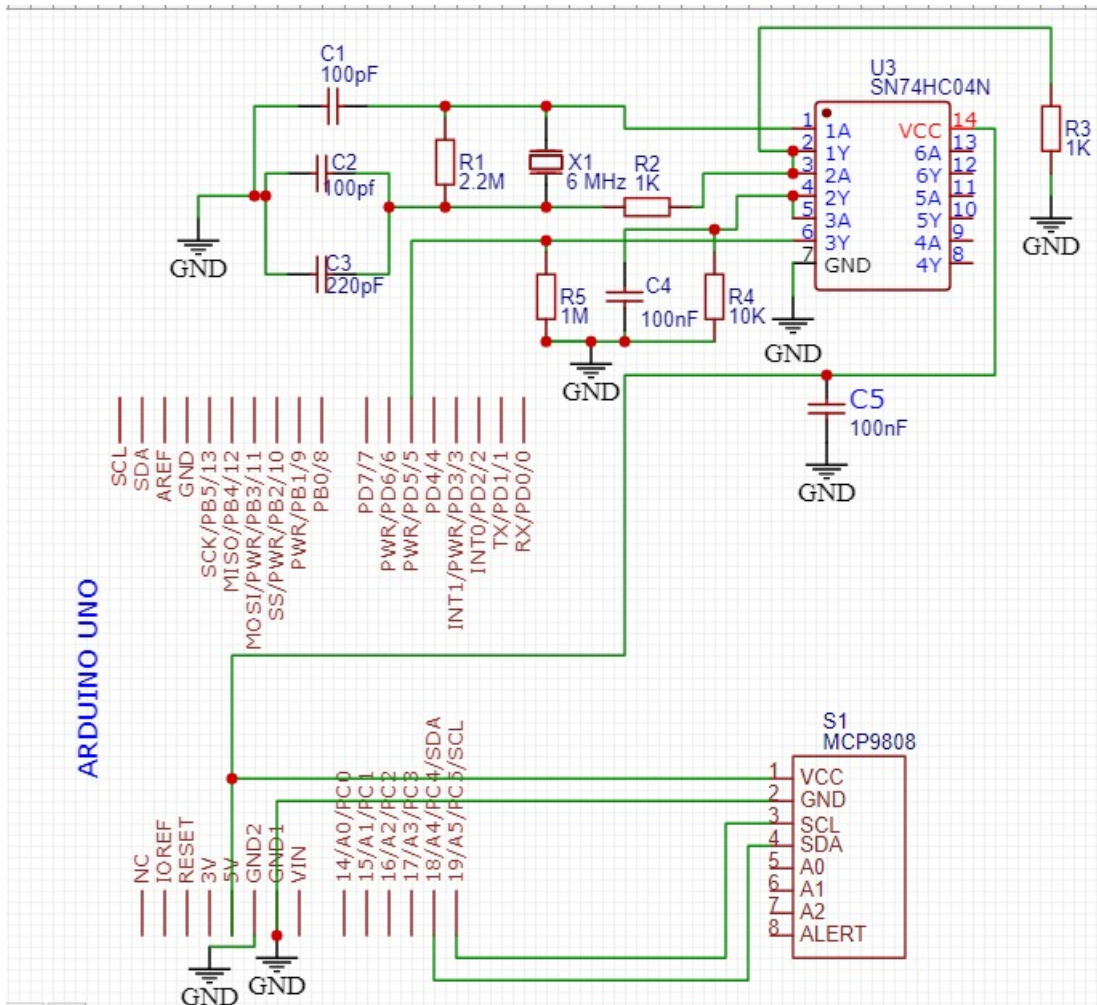 C1
100pF
C2
100pf
C3
220pF
R1
2.2M
X1
6 MHz
R2
1K
GND
U3
SN74HC04N
1
1A
2
1Y
3
2A
4
2Y
5
3A
6
3Y
7
GND
VCC
14
6A
13
6Y
12
5A
11
5Y
10
4A
9
4Y
8
R3
1K
GND
R5
1M
C4
100nF
R4
10K
GND
GND
C5
100nF
GND
SCL
SDA
AREF
GND
SCK/PB5/13
MISO/PB4/12
MOSI/PWR/PB3/11
SS/PWR/PB2/10
PWR/PB1/9
PB0/8
PD7/7
PWR/PD6/6
PWR/PD5/5
PD4/4
INT1/PWR/PD3/3
INT0/PD2/2
TX/PD1/1
RX/PD0/0
ARDUINO UNO
NC
IOREF
RESET
3V
5V
GND2
GND1
VIN
14/A0/PC0
15/A1/PC1
16/A2/PC2
17/A3/PC3
18/A4/PC4/SDA
19/A5/PC5/SCL
GND
GND
S1
MCP9808
1
VCC
2
GND
3
SCL
4
SDA
5
A0
6
A1
7
A2
8
ALERT